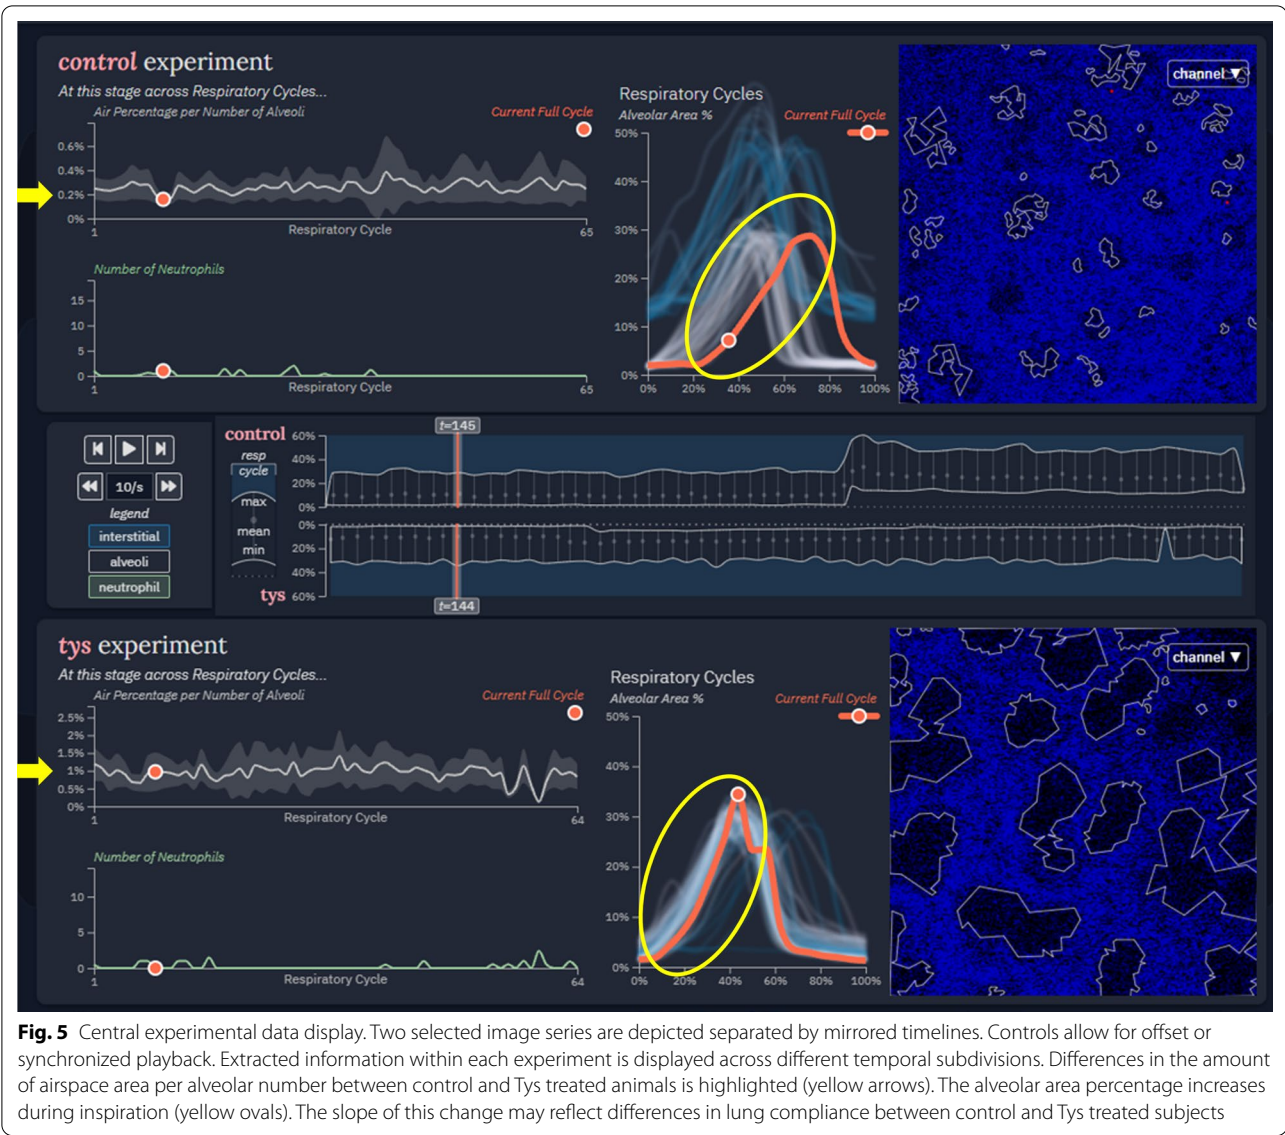 control experiment
At this stage across Respiratory Cycles...
Air Percentage per Number of Alveoli
Current Full Cycle
0.6%
0.4%
0.2%
0%
1
Respiratory Cycle
65
Number of Neutrophils
15
10
5
0
1
Respiratory Cycle
65
Respiratory Cycles
Alveolar Area %
Current Full Cycle
50%
40%
30%
20%
10%
0%
0% 20% 40% 60% 80% 100%
channel ▼
10/s
legend
interstitial
alveoli
neutrophil
control
resp
cycle
max
mean
min
tys
t=145
60%
40%
20%
0%
0%
20%
40%
60%
t=144
tys experiment
At this stage across Respiratory Cycles...
Air Percentage per Number of Alveoli
Current Full Cycle
2.5%
2%
1.5%
1%
0.5%
0%
1
Respiratory Cycle
64
Number of Neutrophils
10
5
0
1
Respiratory Cycle
64
Respiratory Cycles
Alveolar Area %
Current Full Cycle
50%
40%
30%
20%
10%
0%
0% 20% 40% 60% 80% 100%
channel ▼
Fig. 5 Central experimental data display. Two selected image series are depicted separated by mirrored timelines. Controls allow for offset or
synchronized playback. Extracted information within each experiment is displayed across different temporal subdivisions. Differences in the amount
of airspace area per alveolar number between control and Tys treated animals is highlighted (yellow arrows). The alveolar area percentage increases
during inspiration (yellow ovals). The slope of this change may reflect differences in lung compliance between control and Tys treated subjects